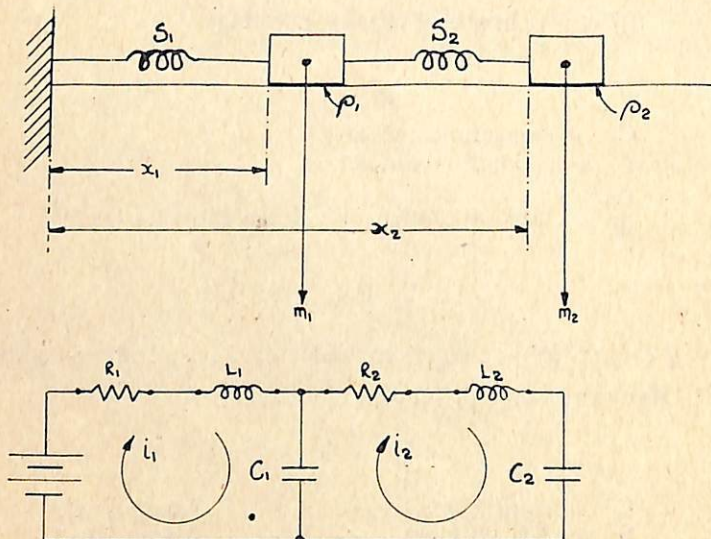 S₁ S₂
ρ₁ ρ₂
x₁
x₂
m₁ m₂
R₁ L₁ R₂ L₂
i₁ C₁ i₂ C₂